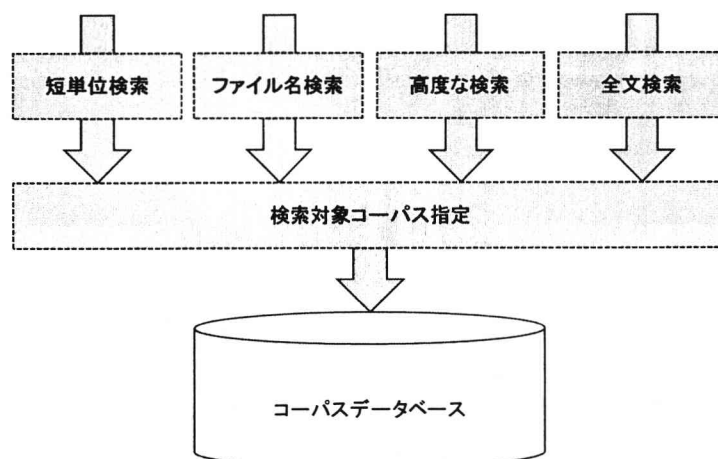 短単位検索
ファイル名検索
高度な検索
全文検索
検索対象コーパス指定
コーパスデータベース